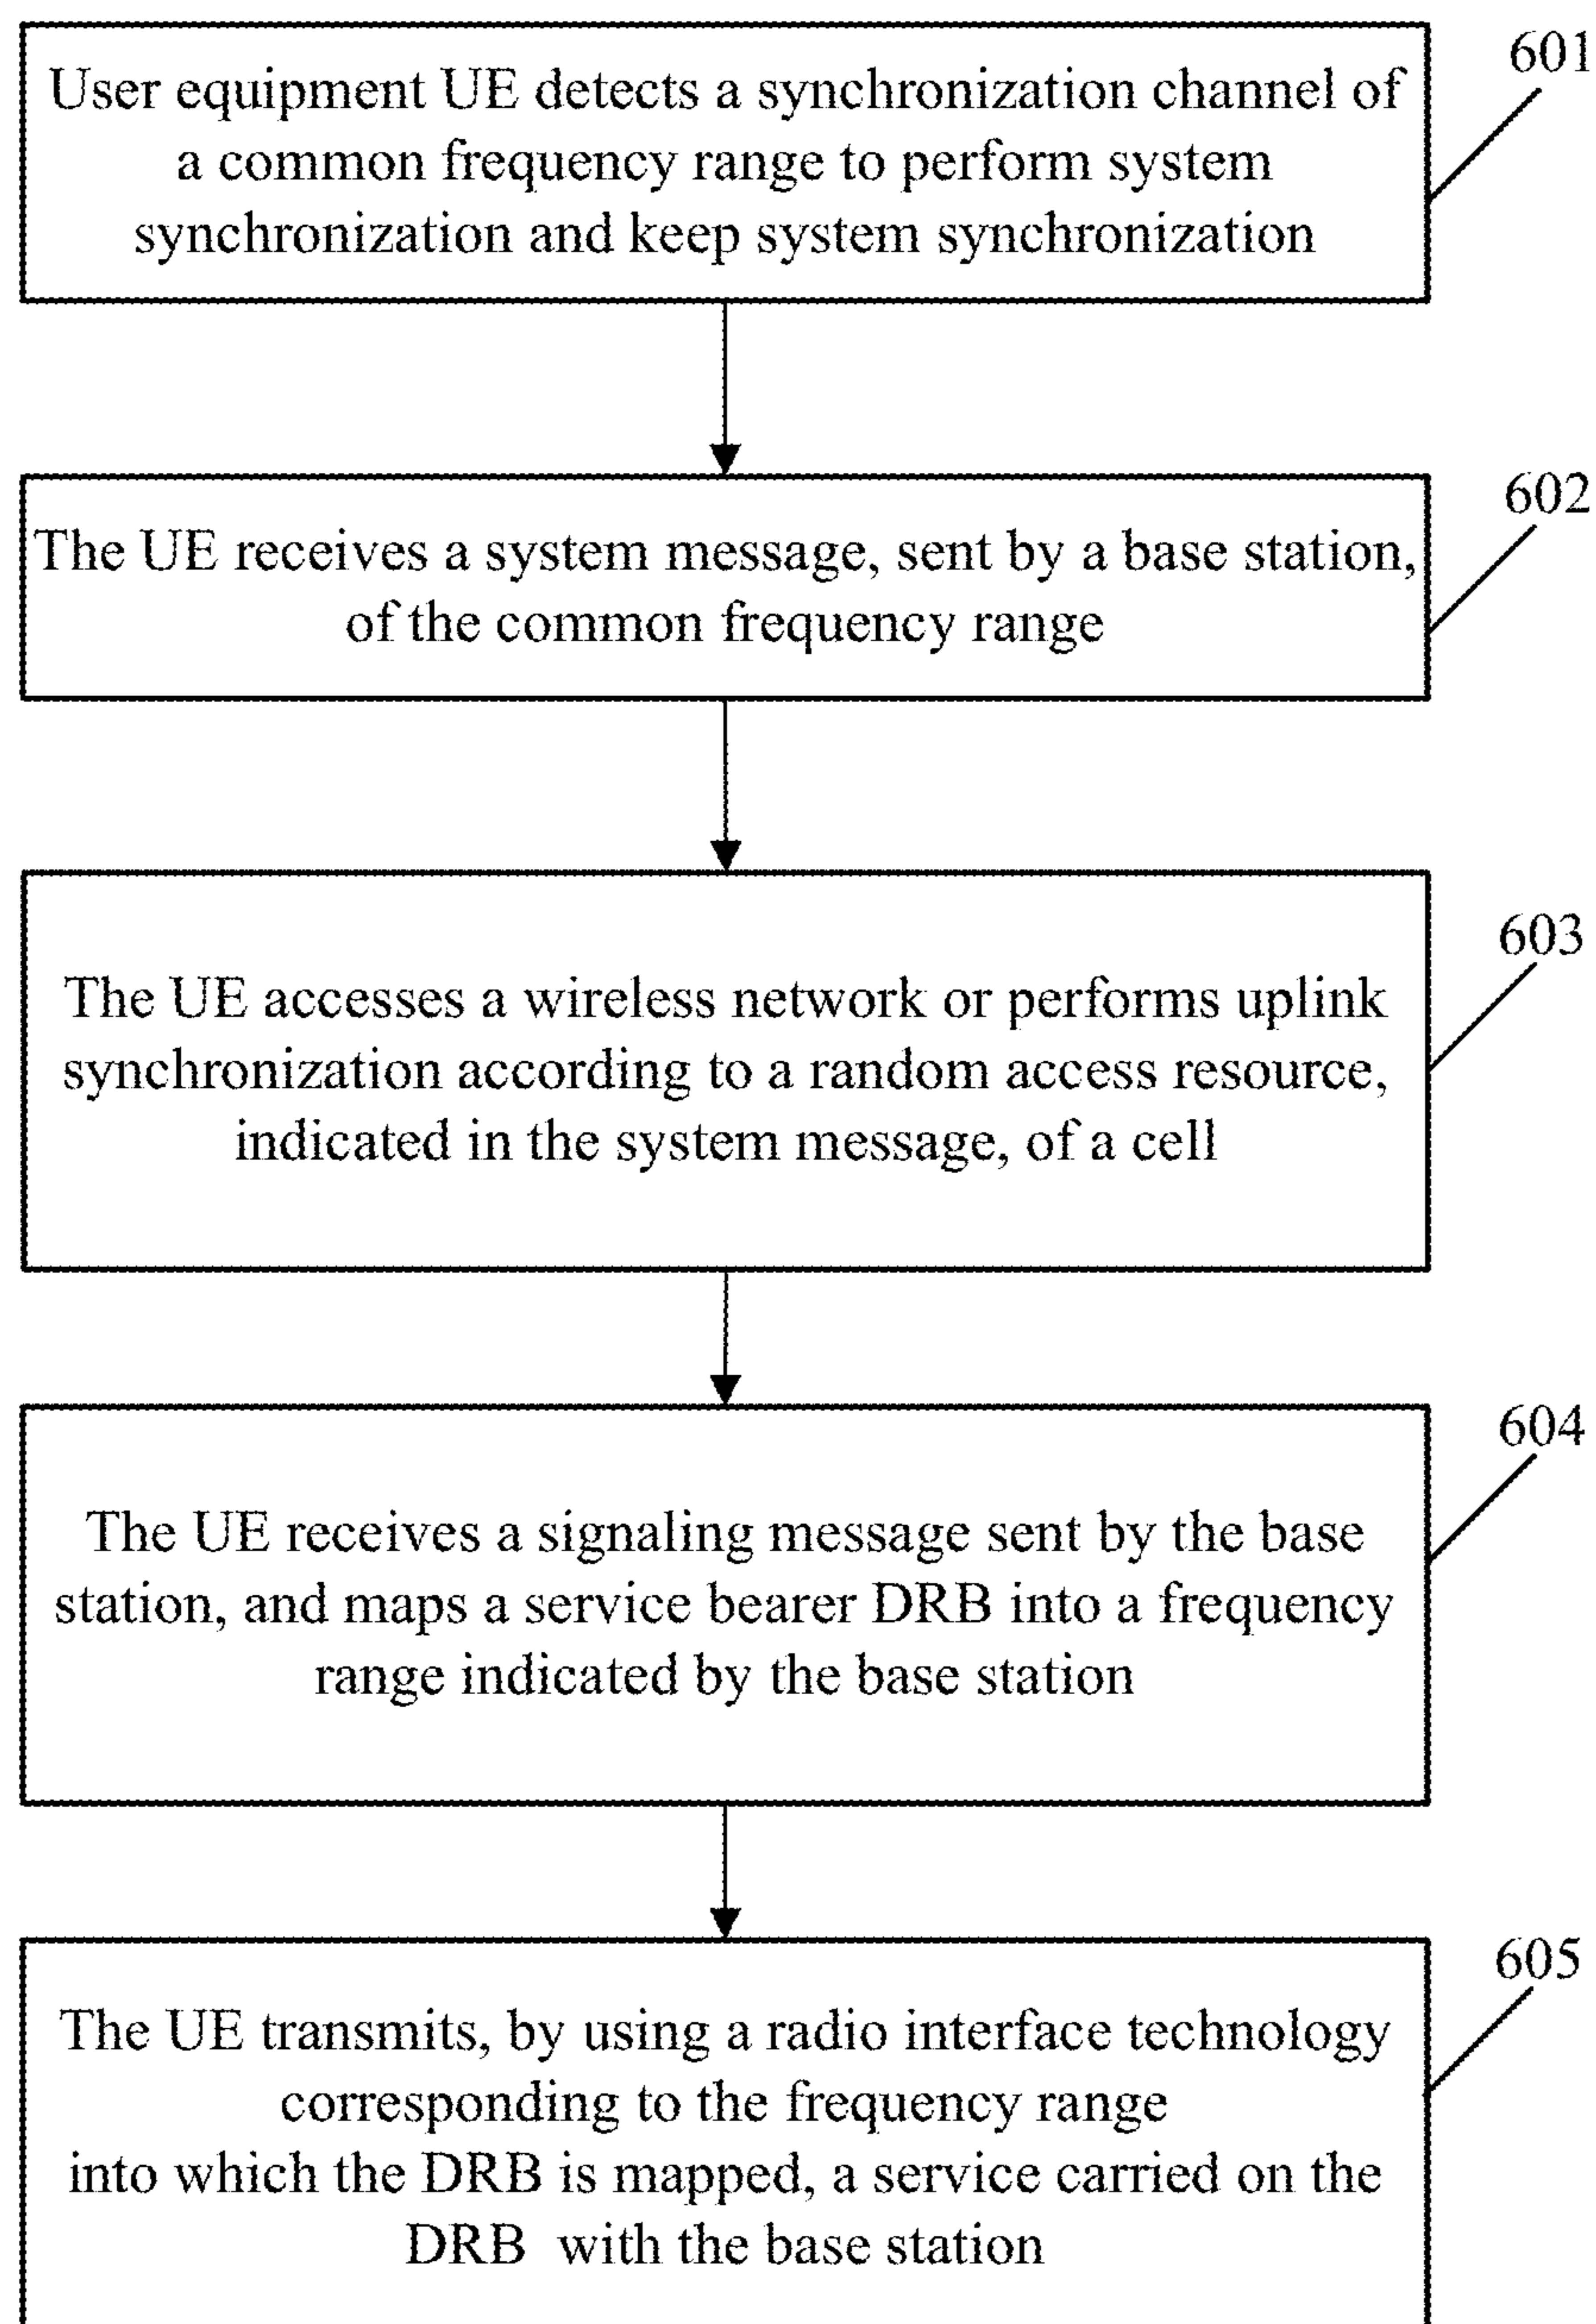 601
User equipment UE detects a synchronization channel of
a common frequency range to perform system
synchronization and keep system synchronization
602
The UE receives a system message, sent by a base station,
of the common frequency range
603
The UE accesses a wireless network or performs uplink
synchronization according to a random access resource,
indicated in the system message, of a cell
604
The UE receives a signaling message sent by the base
station, and maps a service bearer DRB into a frequency
range indicated by the base station
605
The UE transmits, by using a radio interface technology
corresponding to the frequency range
into which the DRB is mapped, a service carried on the
DRB with the base station